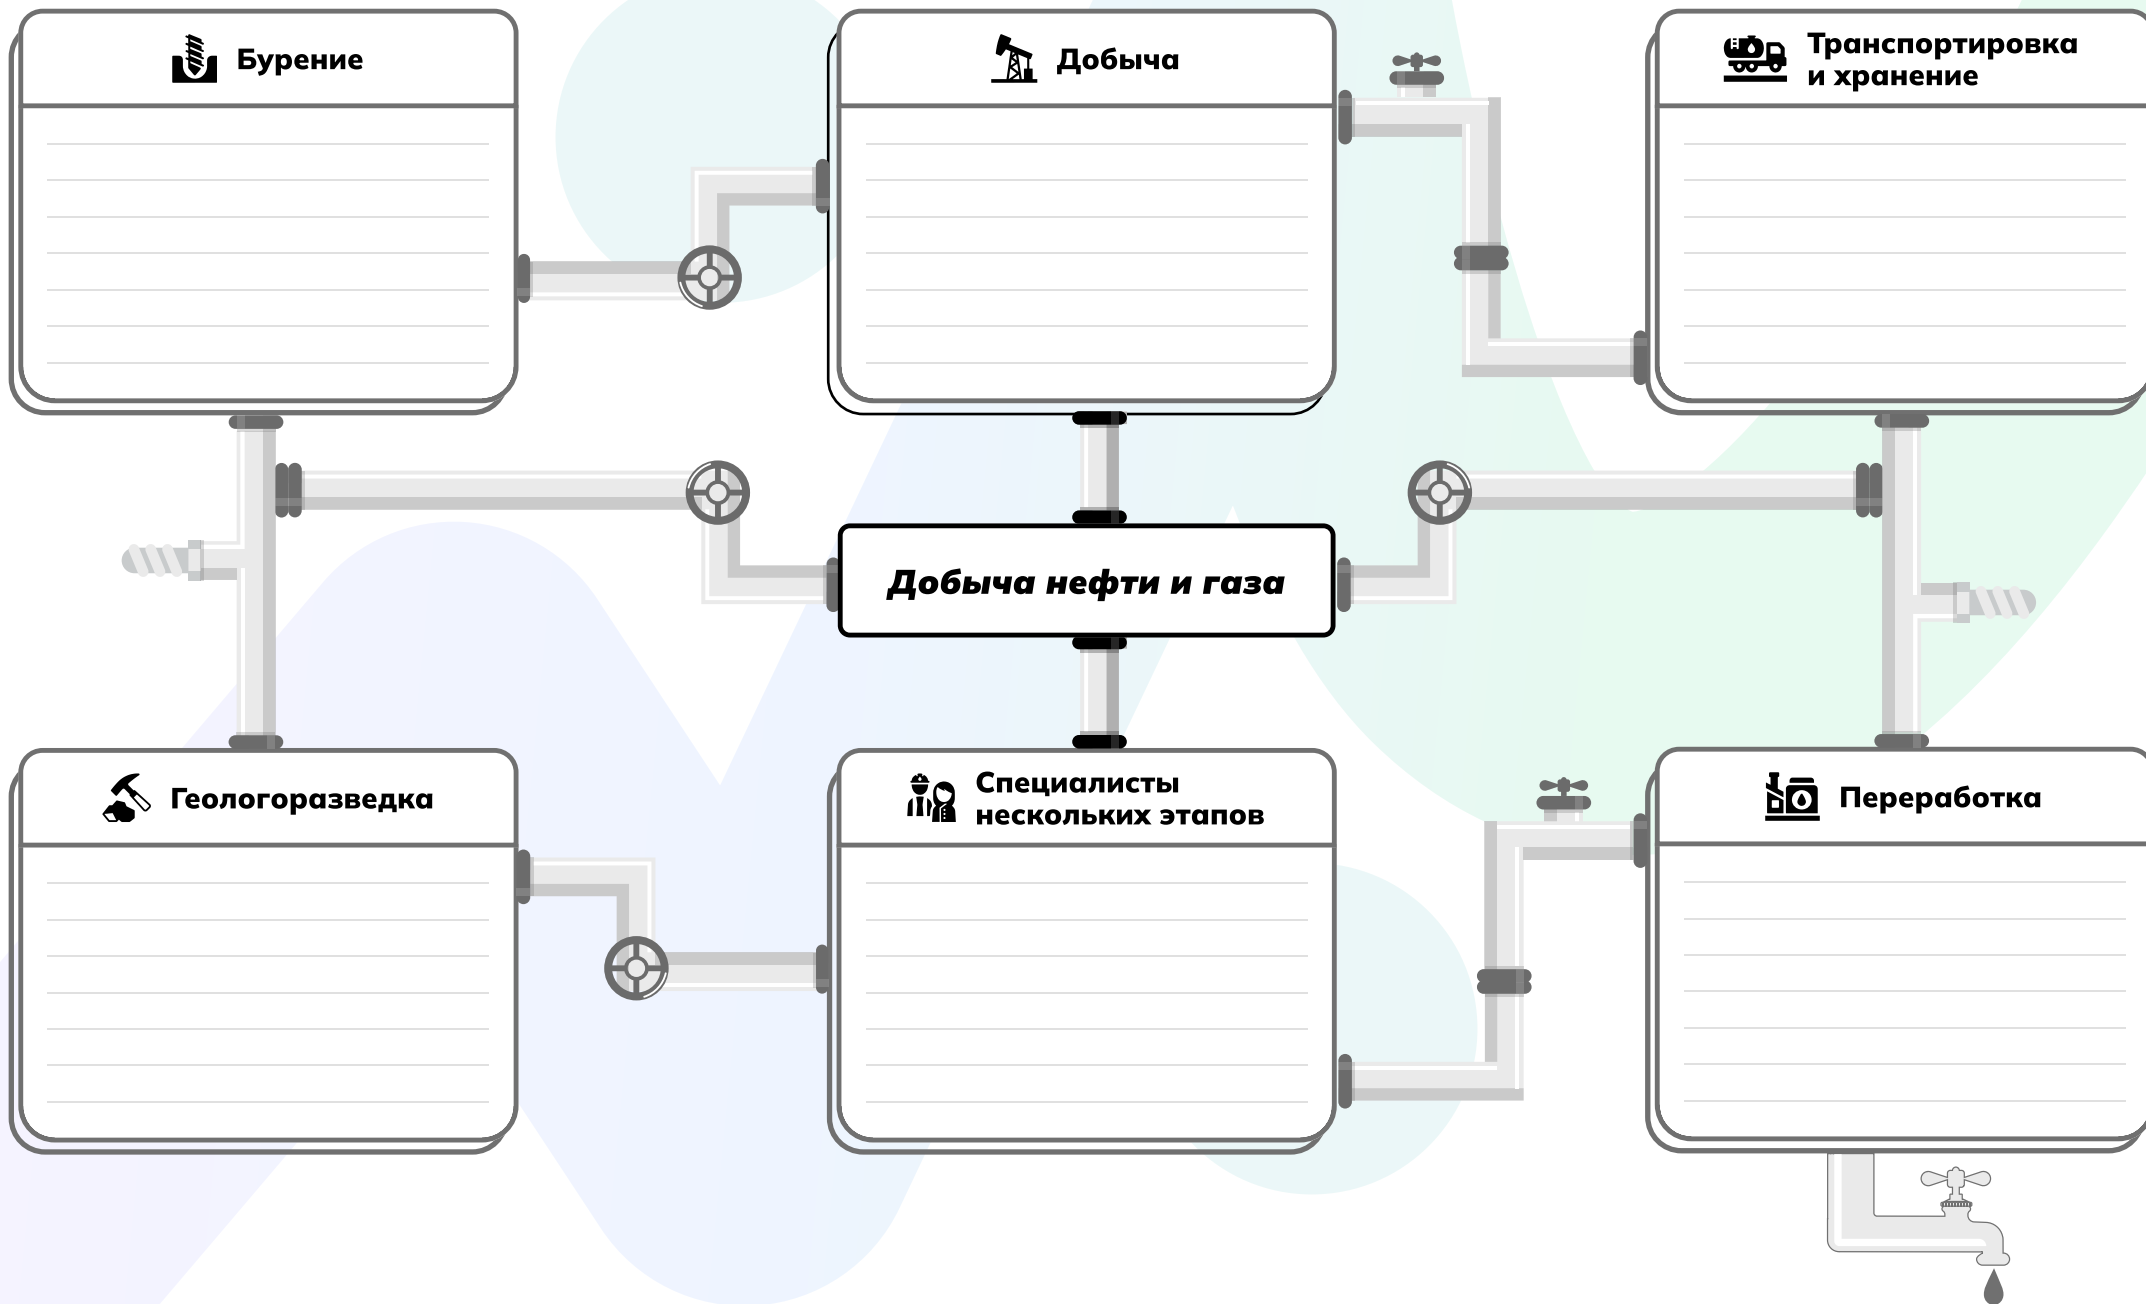 Бурение
Добыча
Транспортировка
и хранение
Добыча нефти и газа
Геологоразведка
Специалисты
нескольких этапов
Переработка